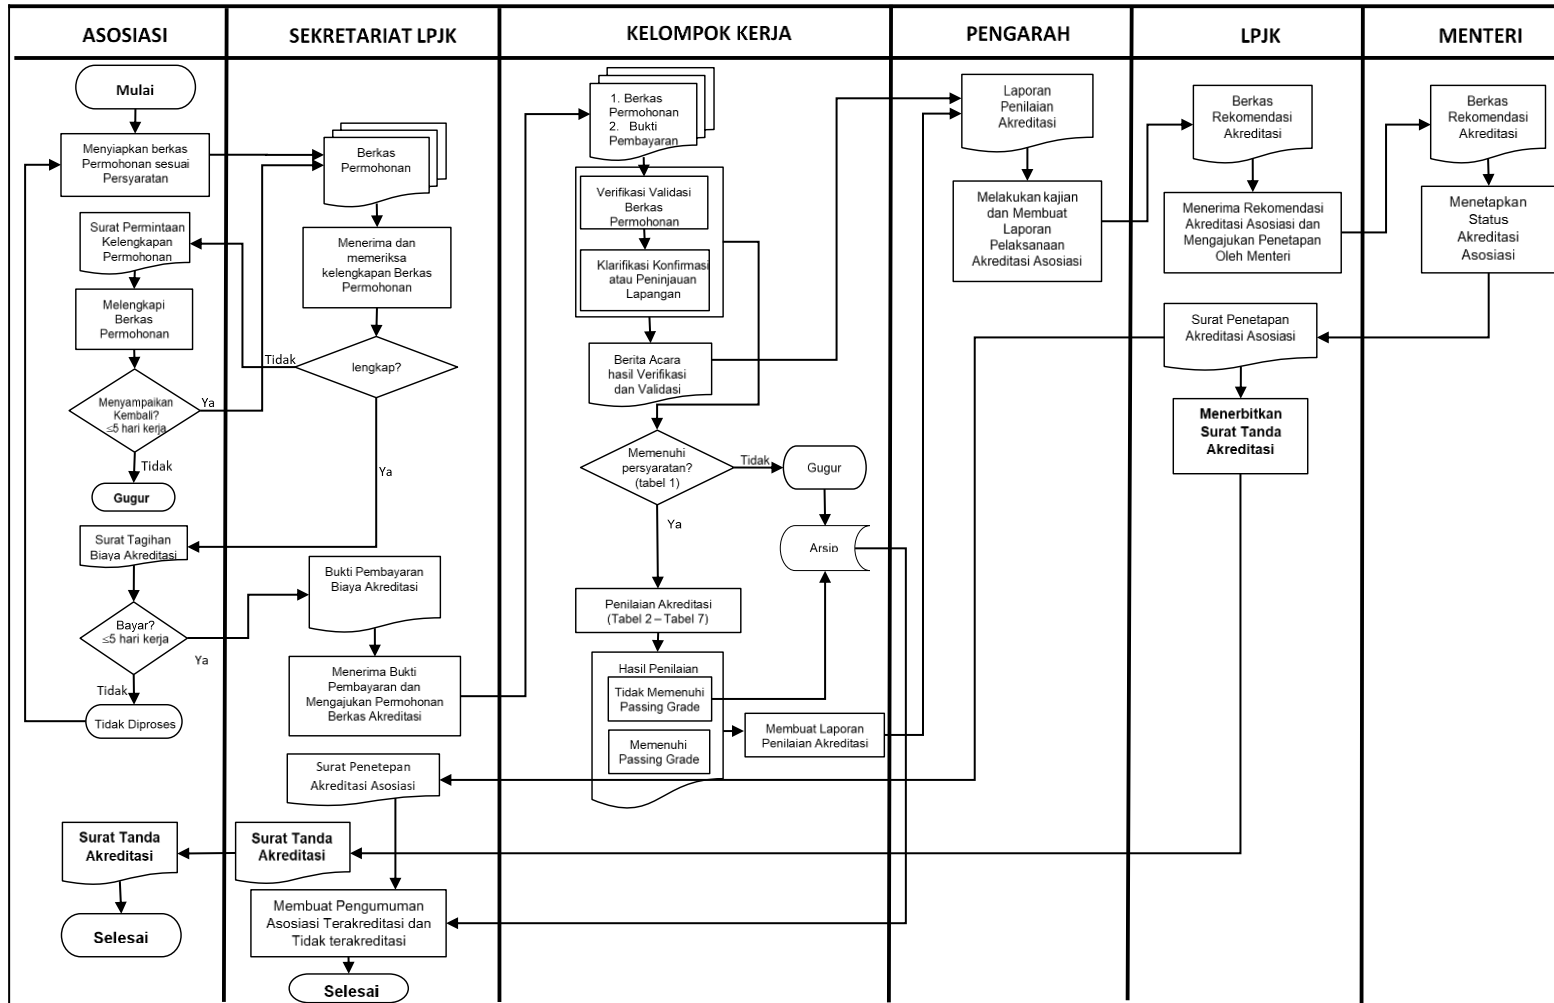 ASOSIASI
SEKRETARIAT LPJK
KELOMPOK KERJA
PENGARAH
LPJK
MENTERI
Mulai
Menyiapkan berkas
Permohonan sesuai
Persyaratan
Surat Permintaan
Kelengkapan
Permohonan
Melengkapi
Berkas
Permohonan
Menyampaikan
Kembali?
≤5 hari kerja
Ya
Tidak
Gugur
Surat Tagihan
Biaya Akreditasi
Bayar?
≤5 hari kerja
Ya
Tidak
Tidak Diproses
Surat Tanda
Akreditasi
Selesai
Berkas
Permohonan
Menerima dan
memeriksa
kelengkapan Berkas
Permohonan
Tidak
lengkap?
Ya
Bukti Pembayaran
Biaya Akreditasi
Menerima Bukti
Pembayaran dan
Mengajukan Permohonan
Berkas Akreditasi
Surat Penetepan
Akreditasi Asosiasi
Surat Tanda
Akreditasi
Membuat Pengumuman
Asosiasi Terakreditasi dan
Tidak terakreditasi
Selesai
1. Berkas
Permohonan
2. Bukti
Pembayaran
Verifikasi Validasi
Berkas
Permohonan
Klarifikasi Konfirmasi
atau Peninjauan
Lapangan
Berita Acara
hasil Verifikasi
dan Validasi
Memenuhi
persyaratan?
(tabel 1)
Tidak
Gugur
Ya
Arsip
Penilaian Akreditasi
(Tabel 2 – Tabel 7)
Hasil Penilaian
Tidak Memenuhi
Passing Grade
Memenuhi
Passing Grade
Membuat Laporan
Penilaian Akreditasi
Laporan
Penilaian
Akreditasi
Melakukan kajian
dan Membuat
Laporan
Pelaksanaan
Akreditasi Asosiasi
Berkas
Rekomendasi
Akreditasi
Menerima Rekomendasi
Akreditasi Asosiasi dan
Mengajukan Penetapan
Oleh Menteri
Surat Penetapan
Akreditasi Asosiasi
Menerbitkan
Surat Tanda
Akreditasi
Berkas
Rekomendasi
Akreditasi
Menetapkan
Status
Akreditasi
Asosiasi